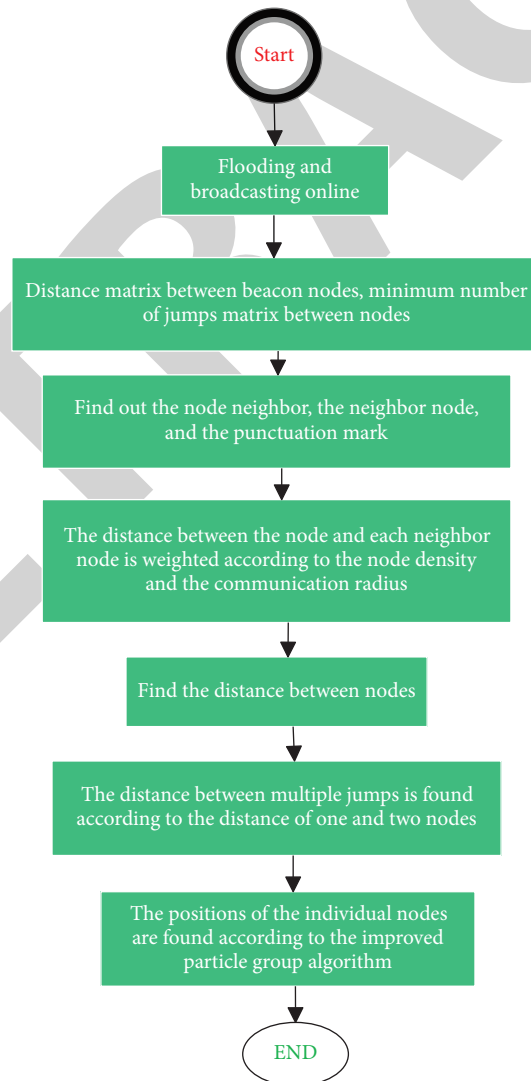 Start
Flooding and
broadcasting online
Distance matrix between beacon nodes, minimum number
of jumps matrix between nodes
Find out the node neighbor, the neighbor node,
and the punctuation mark
The distance between the node and each neighbor
node is weighted according to the node density
and the communication radius
Find the distance between nodes
The distance between multiple jumps is found
according to the distance of one and two nodes
The positions of the individual nodes
are found according to the improved
particle group algorithm
END